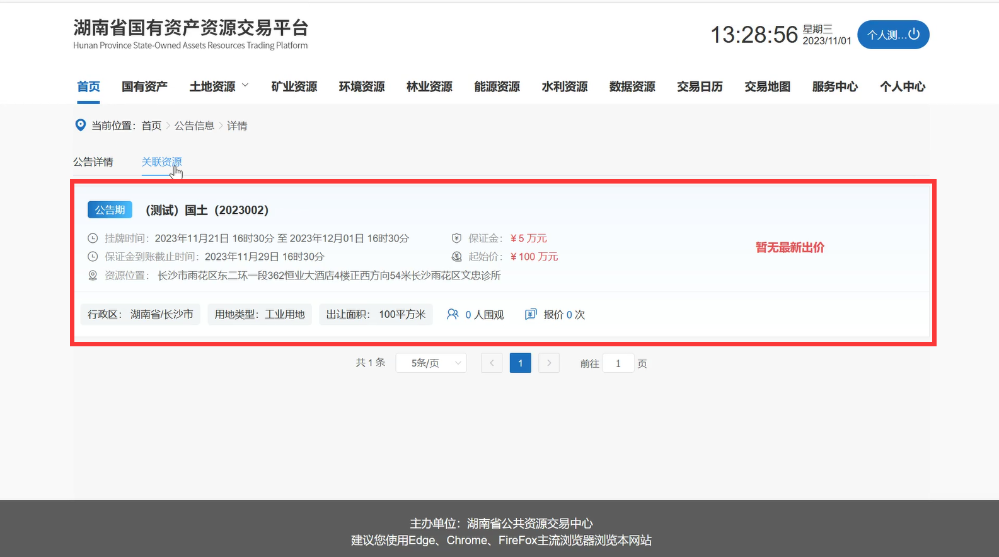 湖南省国有资产资源交易平台
Hunan Province State-Owned Assets Resources Trading Platform
13:28:56
星期三
2023/11/01
个人测...
首页 国有资产 土地资源 矿业资源 环境资源 林业资源 能源资源 水利资源 数据资源 交易日历 交易地图 服务中心 个人中心
当前位置：首页 > 公告信息 > 详情
公告详情 关联资源
公告期 （测试）国土（2023002）
挂牌时间：2023年11月21日 16时30分 至 2023年12月01日 16时30分 保证金：¥5 万元
暂无最新出价
保证金到账截止时间：2023年11月29日 16时30分 起始价：¥100 万元
资源位置：长沙市雨花区东二环一段362恒业大酒店4楼正西方向54米长沙雨花区文忠诊所
行政区：湖南省/长沙市 用地类型：工业用地 出让面积：100平方米 0 人围观 报价 0 次
共 1 条 5条/页 < 1 > 前往 1 页
主办单位：湖南省公共资源交易中心
建议您使用Edge、Chrome、FireFox主流浏览器浏览本网站